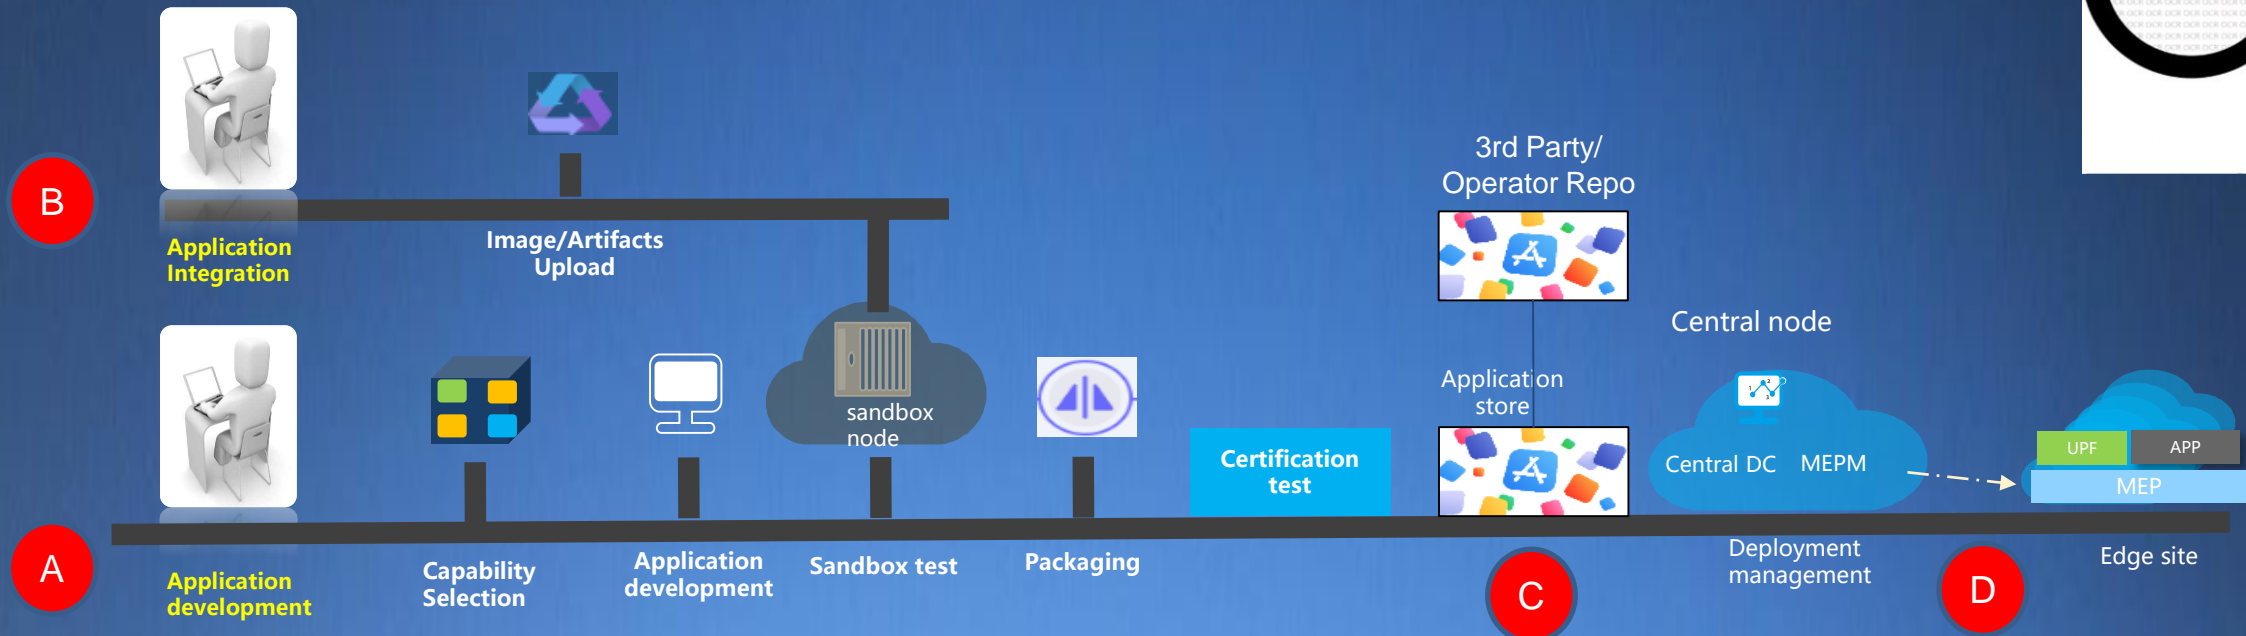 B
Application
Integration
Image/Artifacts
Upload
3rd Party/
Operator Repo
Central node
Application
store
sandbox
node
Certification
test
Central DC
MEPM
UPF
APP
MEP
A
Application
development
Capability
Selection
Application
development
Sandbox test
Packaging
C
Deployment
management
D
Edge site